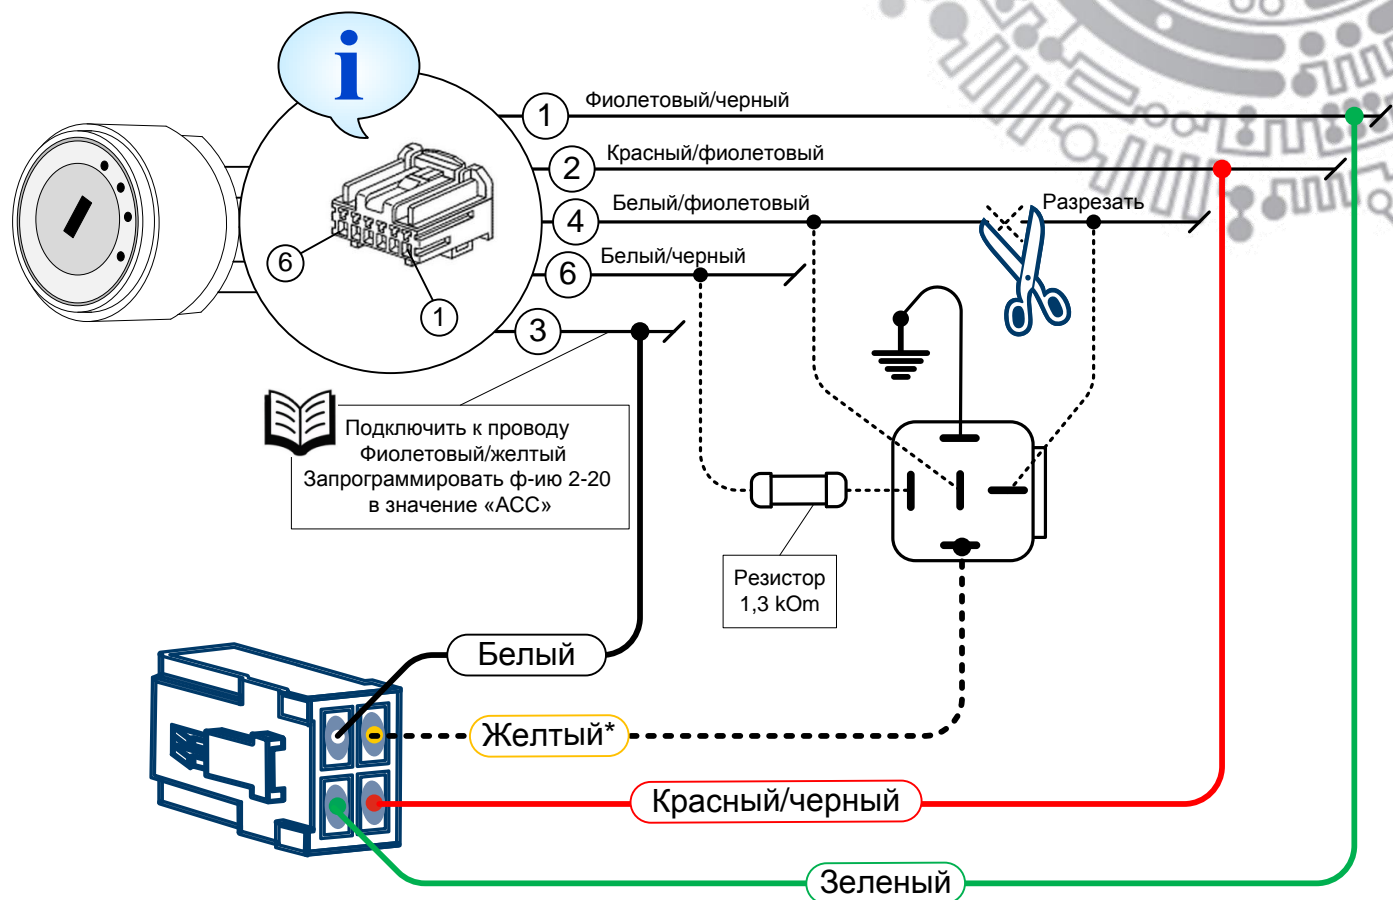 i
1
Фиолетовый/черный
2
Красный/фиолетовый
4
Белый/фиолетовый
Разрезать
6
Белый/черный
3
6
1
Подключить к проводу
Фиолетовый/желтый
Запрограммировать ф-ию 2-20
в значение «АСС»
Резистор
1,3 kOm
Белый
Желтый*
Красный/черный
Зеленый